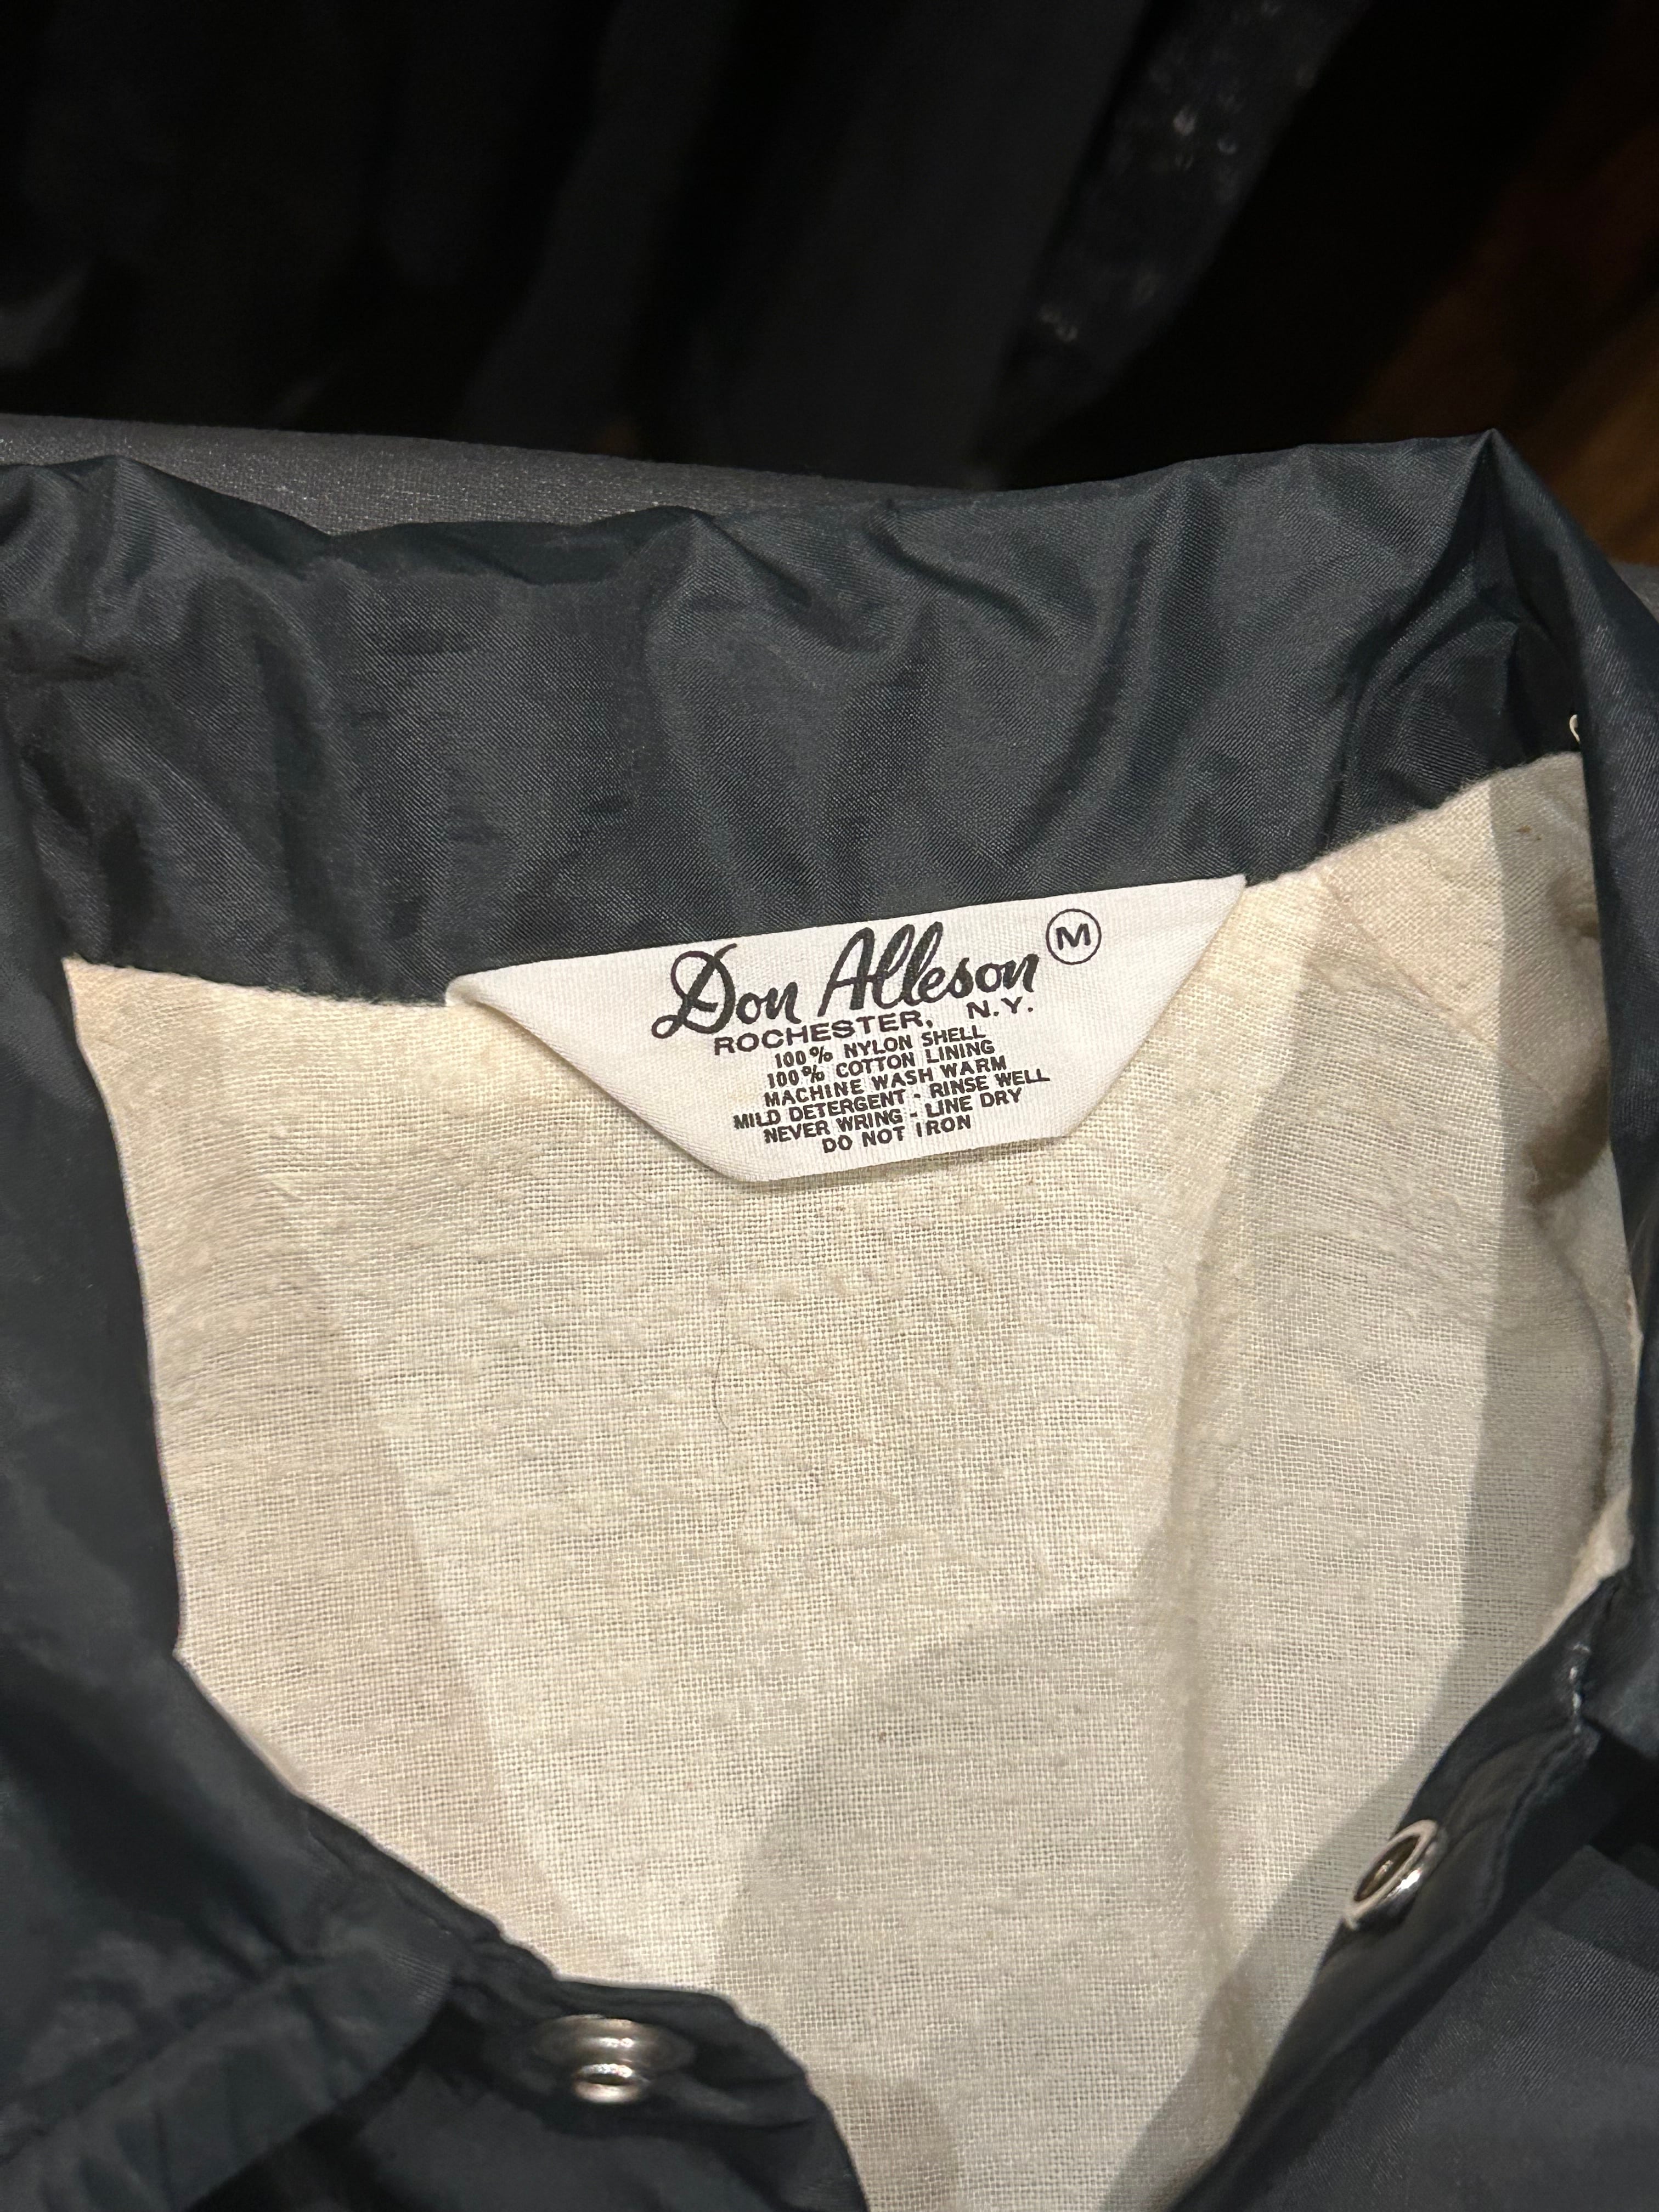 Don Alleson Ⓜ
ROCHESTER, N.Y.
100% NYLON SHELL
100% COTTON LINING
MACHINE WASH WARM
MILD DETERGENT - RINSE WELL
NEVER WRING - LINE DRY
DO NOT IRON